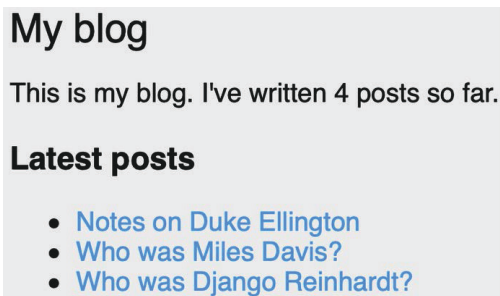 My blog
This is my blog. I've written 4 posts so far.
Latest posts
Notes on Duke Ellington
Who was Miles Davis?
Who was Django Reinhardt?